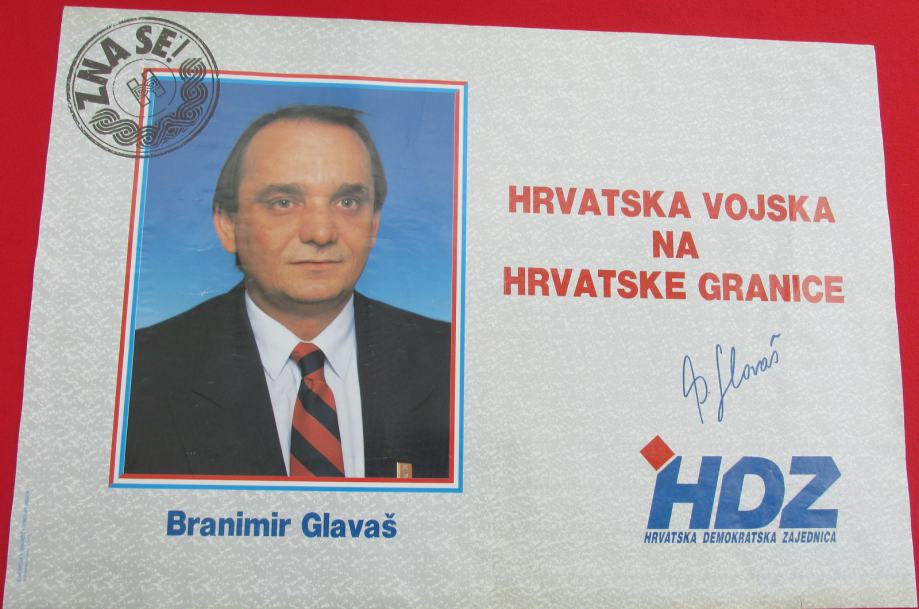 ZNA SE!
H
HRVATSKA VOJSKA
NA
HRVATSKE GRANICE
B. Glavaš
HDZ
HRVATSKA DEMOKRATSKA ZAJEDNICA
Branimir Glavaš